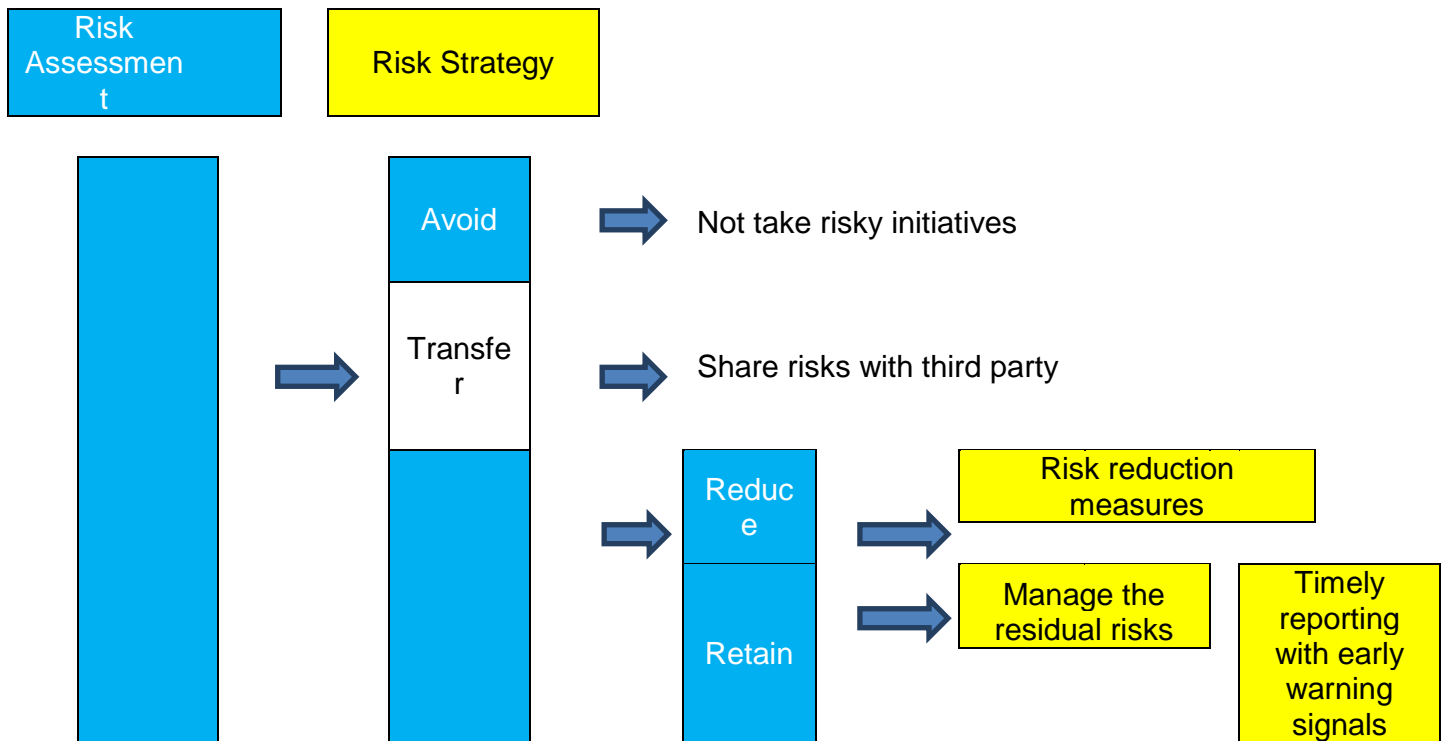 Risk
Assessmen
t
Risk Strategy
Avoid
Not take risky initiatives
Transfe
r
Share risks with third party
Reduc
e
Risk reduction
measures
Retain
Manage the
residual risks
Timely
reporting
with early
warning
signals